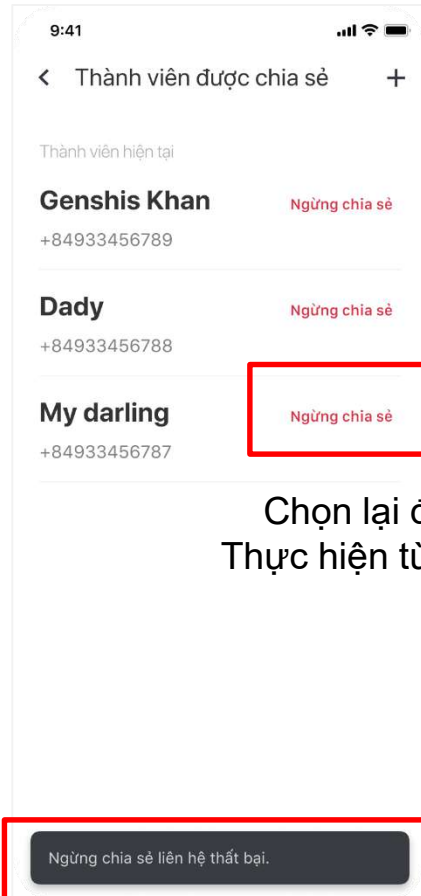 9:41
Thành viên được chia sẻ +
Thành viên hiện tại
Genshis Khan
Ngừng chia sẻ
+84933456789
Dady
Ngừng chia sẻ
+84933456788
My darling
Ngừng chia sẻ
+84933456787
Chọn lại
Thực hiện
Ngừng chia sẻ liên hệ thất bại.